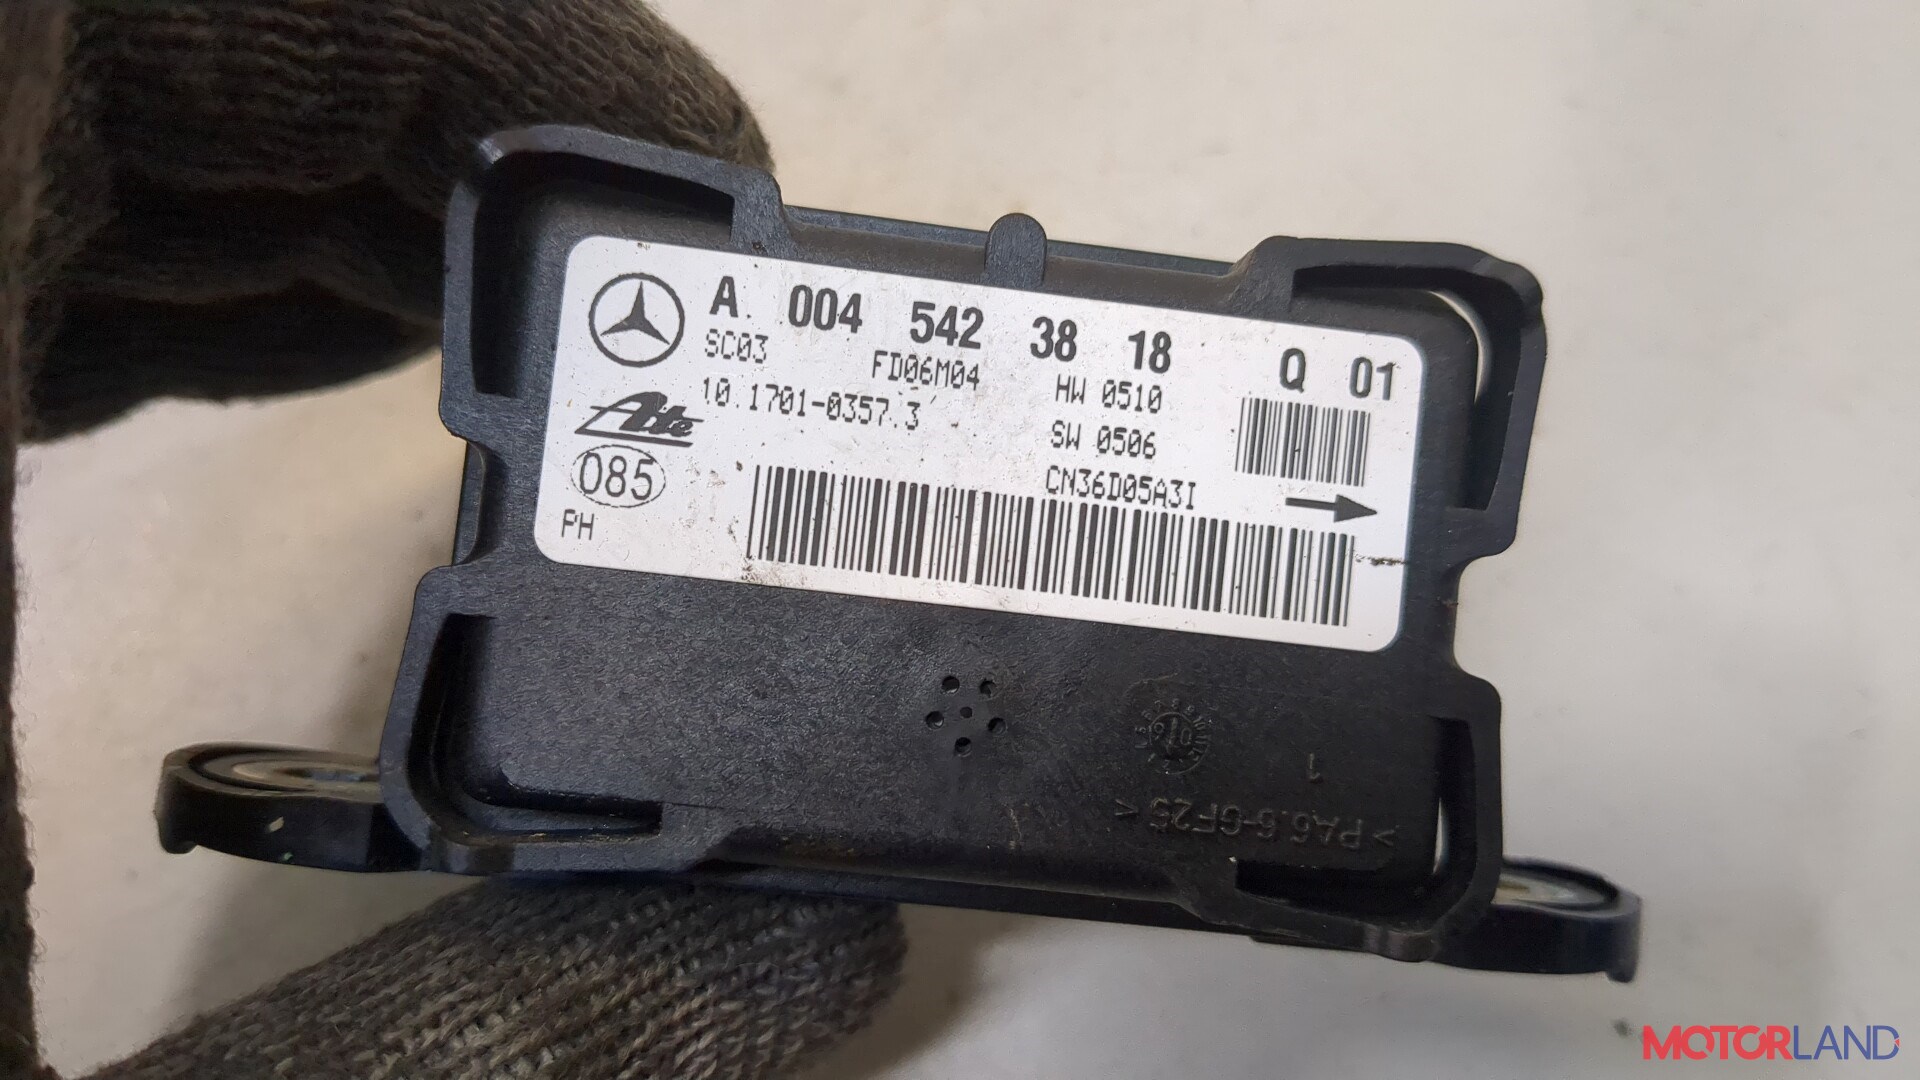 A 004 542 38 18 Q 01
SC03 FD06M04 HW 0510
10.1701-0357.3 SW 0506
Ate CN36D05A3I
085
PH
1
>PA6.6-GF25<
MOTORLAND